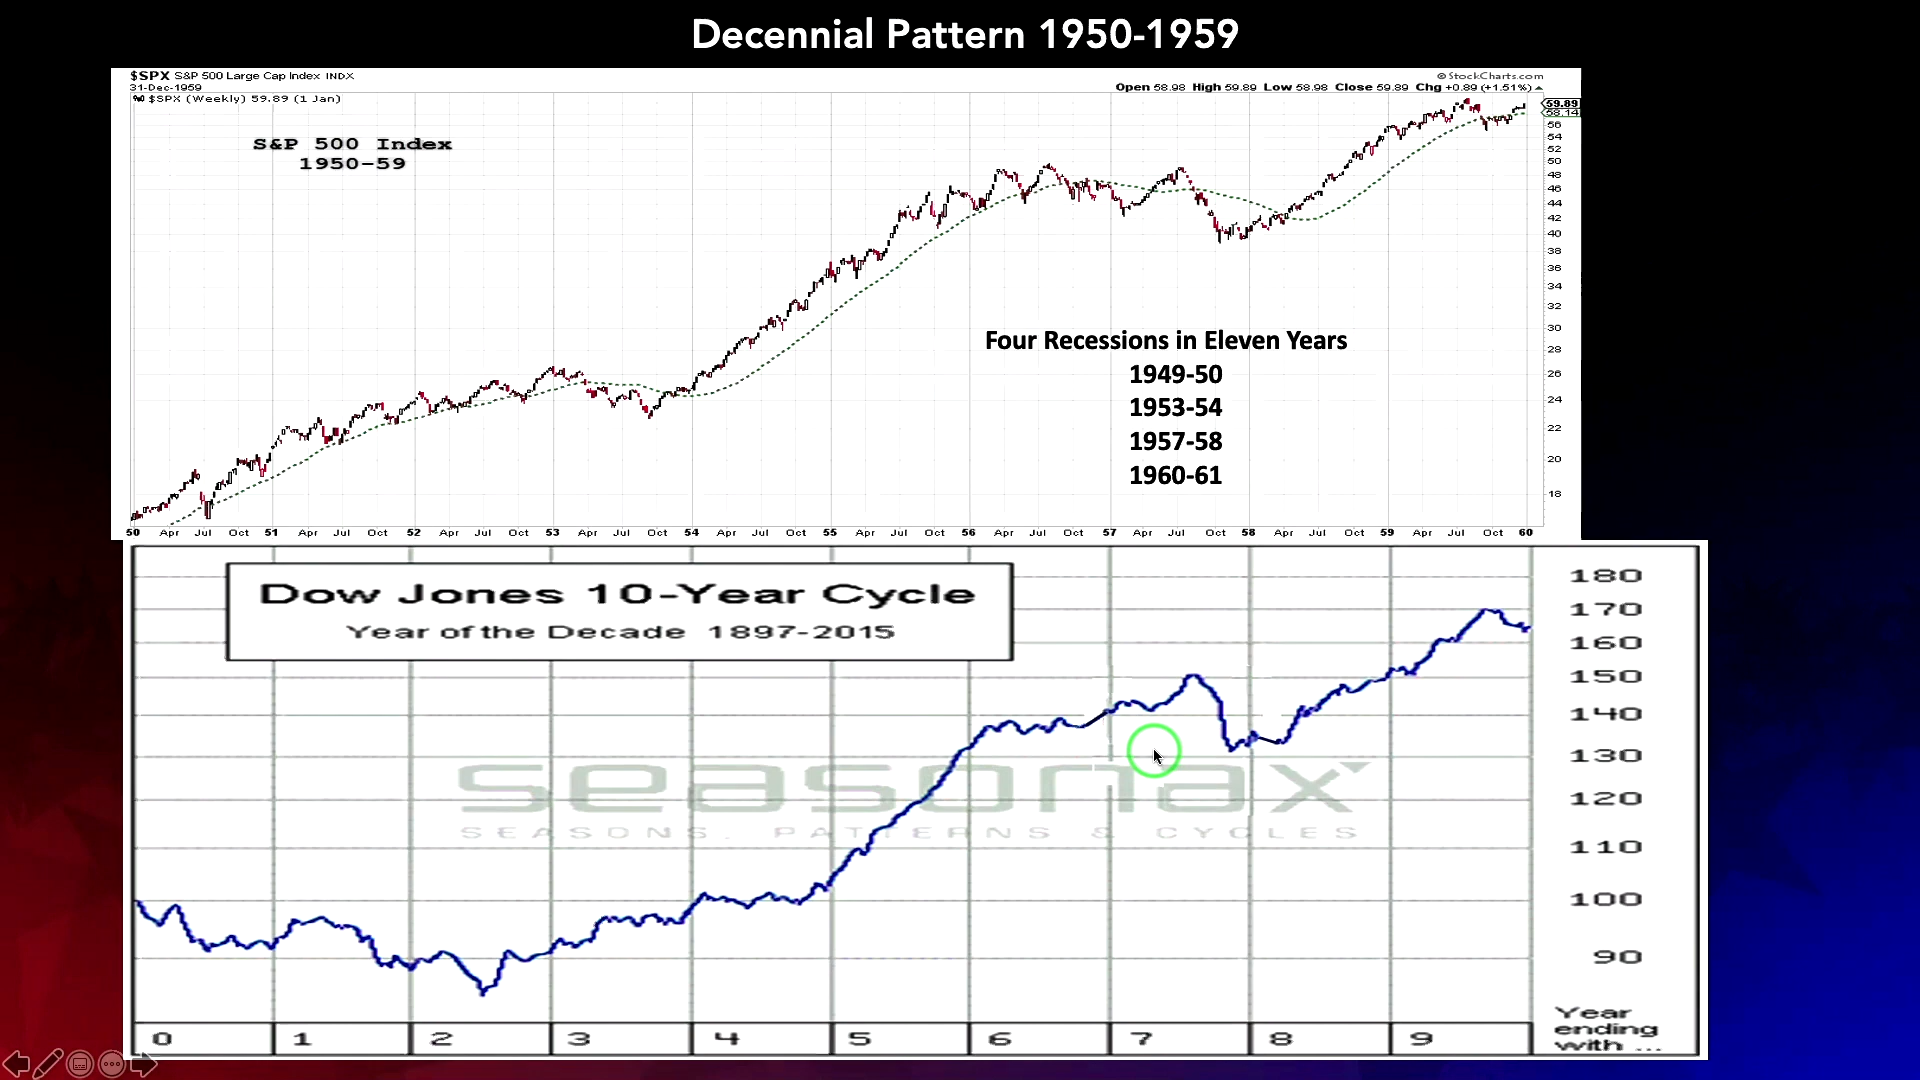 Decennial Pattern 1950-1959
$SPX S&P 500 Large Cap Index INDX
© StockCharts.com
31-Dec-1959
Open 58.98 High 59.89 Low 58.98 Close 59.89 Chg +0.89 (+1.51%)
$SPX (Weekly) 59.89 (1 Jan)
S&P 500 Index
1950-59
59.89
58.14
56
54
52
50
48
46
44
42
40
38
36
34
32
30
28
26
24
22
20
18
Four Recessions in Eleven Years
1949-50
1953-54
1957-58
1960-61
50 Apr Jul Oct 51 Apr Jul Oct 52 Apr Jul Oct 53 Apr Jul Oct 54 Apr Jul Oct 55 Apr Jul Oct 56 Apr Jul Oct 57 Apr Jul Oct 58 Apr Jul Oct 59 Apr Jul Oct 60
Dow Jones 10-Year Cycle
Year of the Decade 1897-2015
180
170
160
150
140
130
120
110
100
90
seasonax
SEASONS, PATTERNS & CYCLES
0 1 2 3 4 5 6 7 8 9
Year
ending
with ...